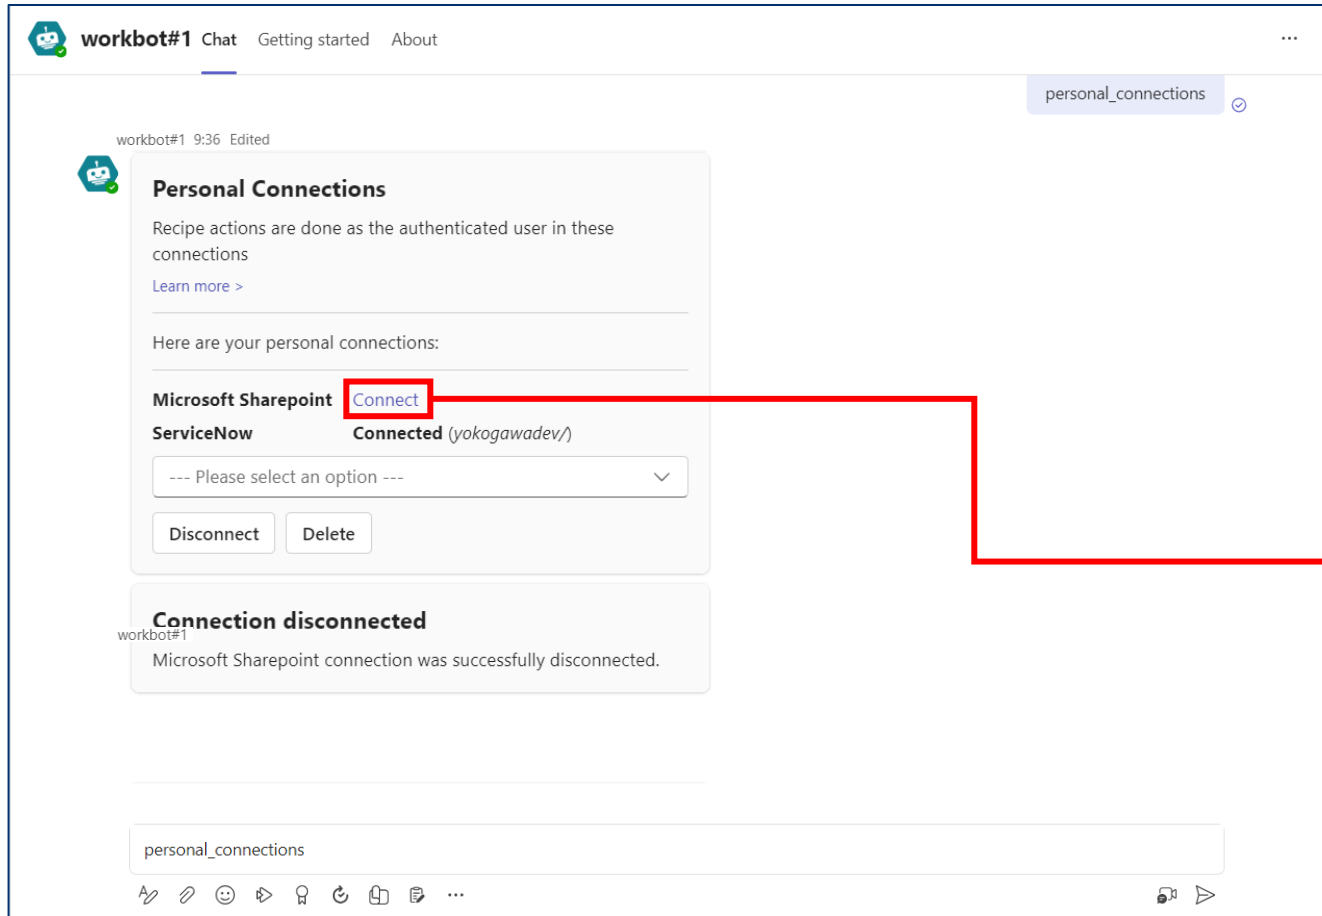 workbot#1 Chat Getting started About
personal_connections
workbot#1 9:36 Edited
Personal Connections
Recipe actions are done as the authenticated user in these
connections
Learn more >
Here are your personal connections:
Microsoft Sharepoint Connect
ServiceNow Connected (yokogawadev/)
--- Please select an option ---
Disconnect Delete
Connection disconnected
workbot#1
Microsoft Sharepoint connection was successfully disconnected.
personal_connections